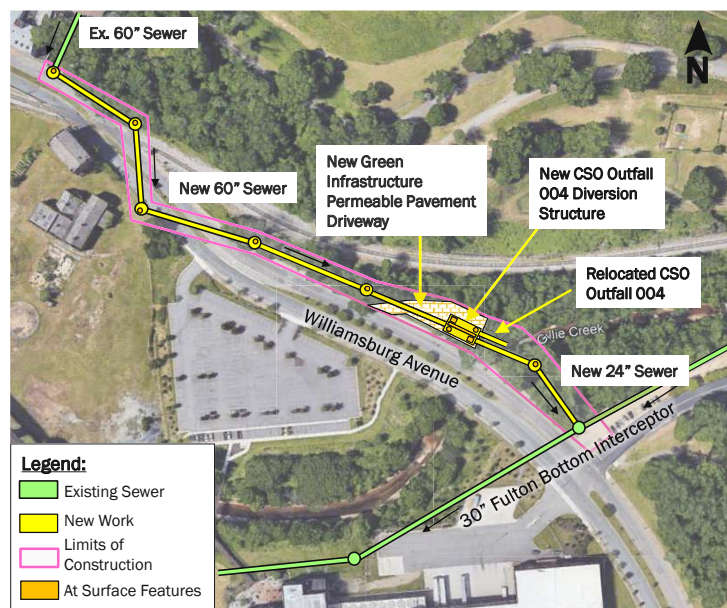 Ex. 60" Sewer
N
New Green
Infrastructure
Permeable Pavement
Driveway
New CSO Outfall
004 Diversion
Structure
New 60" Sewer
Relocated CSO
Outfall 004
Gillie Creek
Williamsburg Avenue
New 24" Sewer
30" Fulton Bottom Interceptor
Legend:
Existing Sewer
New Work
Limits of
Construction
At Surface Features